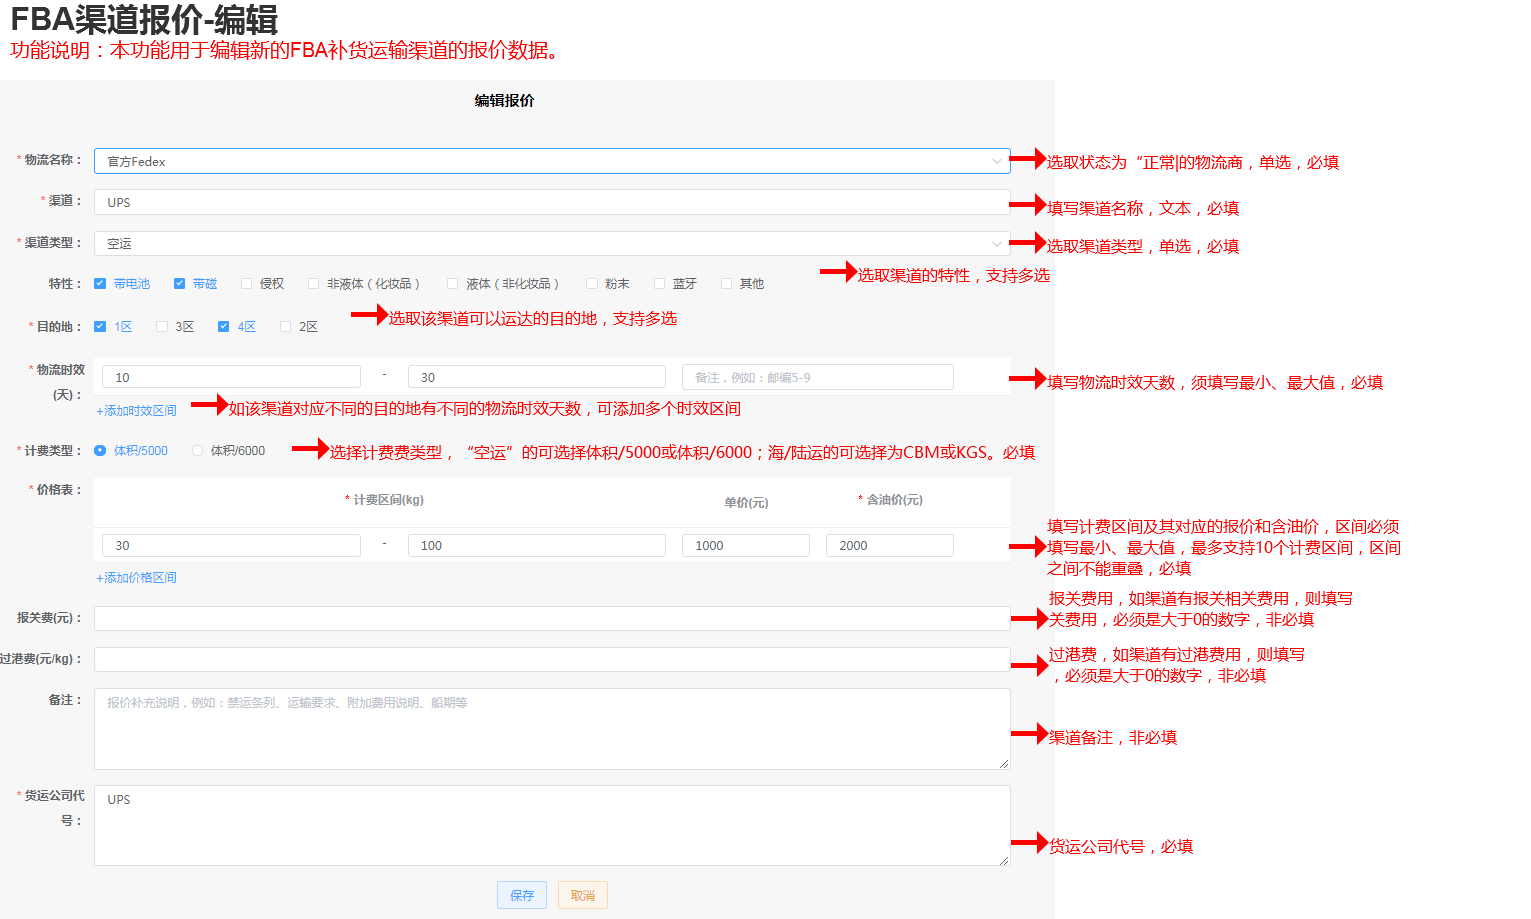 FBA渠道报价-编辑
功能说明：本功能用于编辑新的FBA补货运输渠道的报价数据。
编辑报价
* 物流名称： 官方Fedex 选取状态为“正常|的物流商，单选，必填
* 渠道： UPS 填写渠道名称，文本，必填
* 渠道类型： 空运 选取渠道类型，单选，必填
特性： 带电池 带磁 侵权 非液体（化妆品） 液体（非化妆品） 粉末 蓝牙 其他 选取渠道的特性，支持多选
* 目的地： 1区 3区 4区 2区 选取该渠道可以运达的目的地，支持多选
* 物流时效(天)： 10 - 30 备注，例如：邮编5-9 填写物流时效天数，须填写最小、最大值，必填
+添加时效区间 如该渠道对应不同的目的地有不同的物流时效天数，可添加多个时效区间
* 计费类型： 体积/5000 体积/6000 选择计费费类型，“空运”的可选择体积/5000或体积/6000；海/陆运的可选择为CBM或KGS。必填
* 价格表： * 计费区间(kg) 单价(元) * 含油价(元)
30 - 100 1000 2000
填写计费区间及其对应的报价和含油价，区间必须
填写最小、最大值，最多支持10个计费区间，区间
之间不能重叠，必填
+添加价格区间
报关费(元)：
报关费用，如渠道有报关相关费用，则填写
关费用，必须是大于0的数字，非必填
过港费(元/kg)：
过港费，如渠道有过港费用，则填写
，必须是大于0的数字，非必填
备注： 报价补充说明，例如：禁运条列、运输要求、附加费用说明、船期等
渠道备注，非必填
* 货运公司代号： UPS
货运公司代号，必填
保存 取消